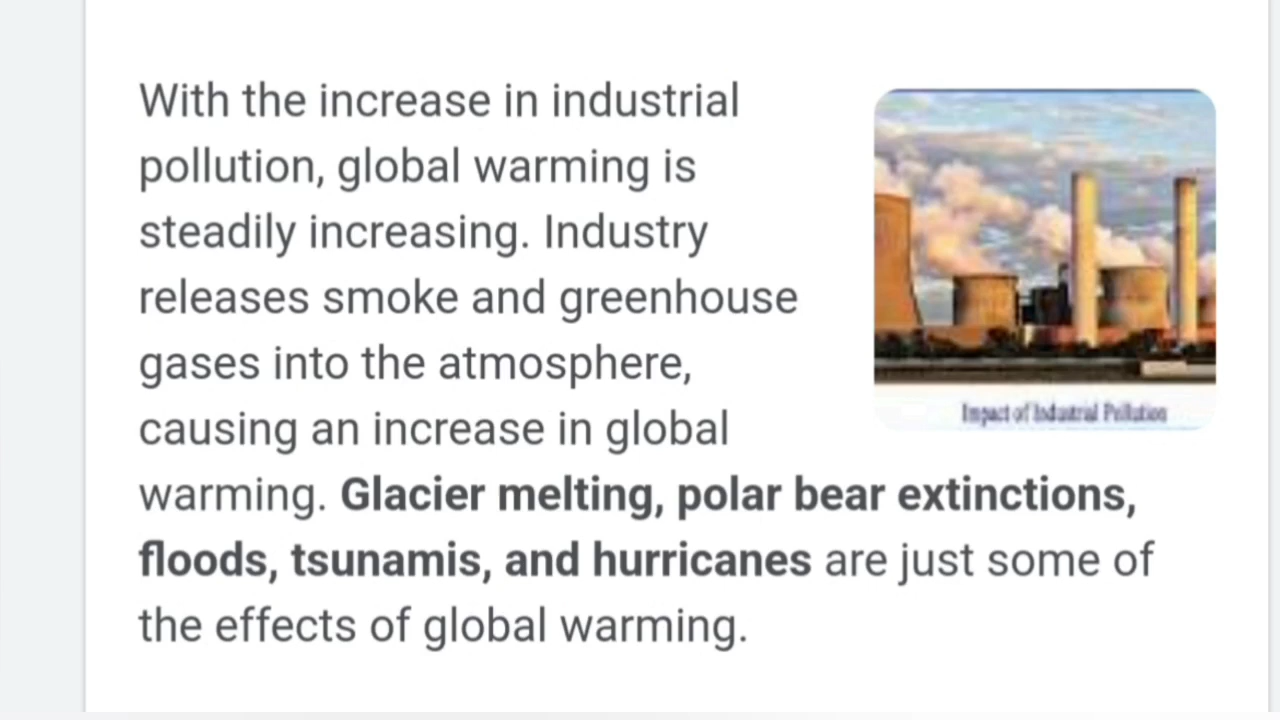 With the increase in industrial
pollution, global warming is
steadily increasing. Industry
releases smoke and greenhouse
gases into the atmosphere,
causing an increase in global
warming. Glacier melting, polar bear extinctions,
floods, tsunamis, and hurricanes are just some of
the effects of global warming.
Impact of Industrial Pollution